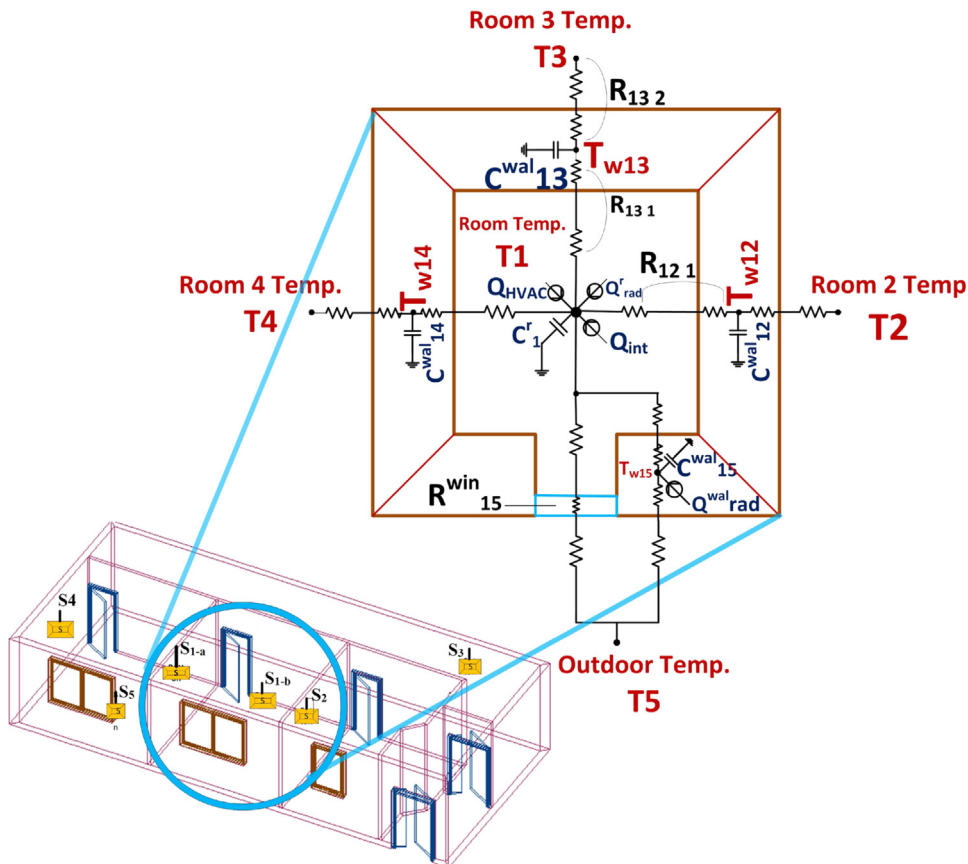 Room 3 Temp.
T3
R13 2
Tw13
Cwal13
R13 1
Room Temp.
T1
Room 4 Temp.
T4
Tw14
Cwal14
QHVAC
Qrrad
Cr1
Qint
R12 1
Tw12
Cwal12
Room 2 Temp
T2
Tw15
Cwal15
Qwalrad
Rwin15
Outdoor Temp.
T5
S4
S
S1-a
S
S5
S
n
S1-b
S
S2
S
S3
S